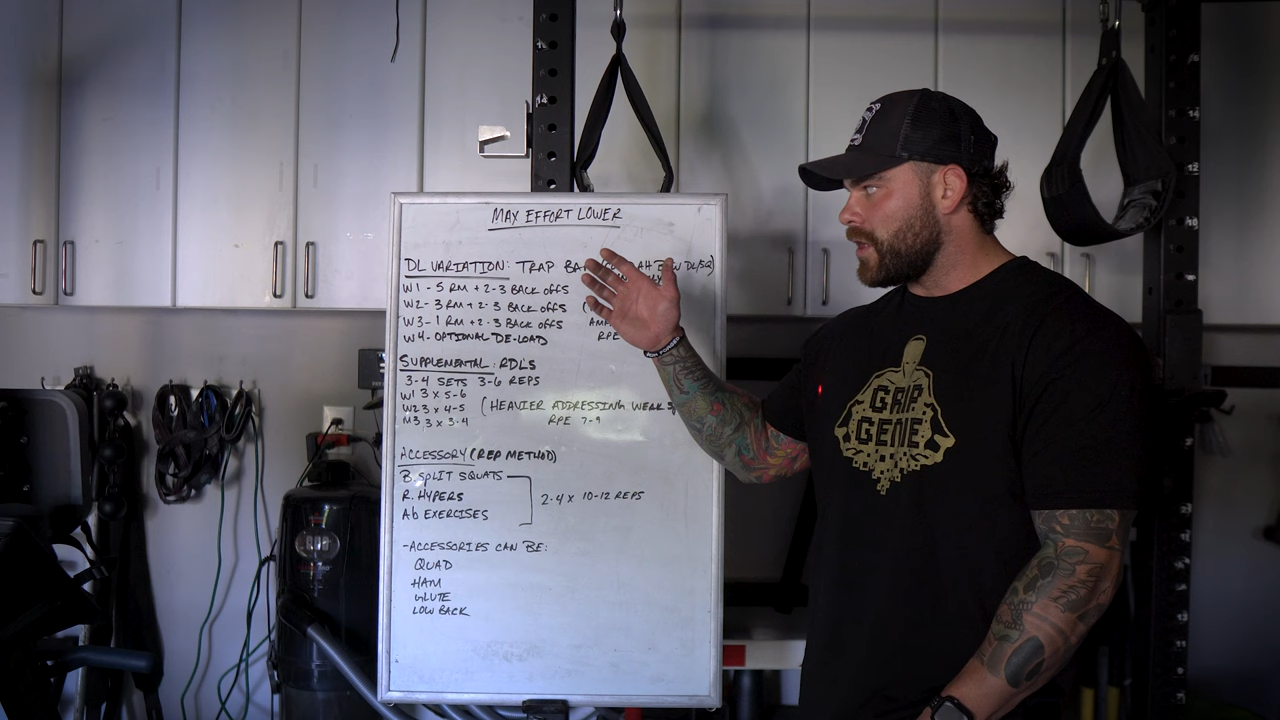 MAX EFFORT LOWER
DL VARIATION: TRAP BAR DL/SQ)
W1 - 5 RM + 2-3 BACK OFFS
W2 - 3 RM + 2-3 BACK OFFS (
W3 - 1 RM + 2-3 BACK OFFS
W4 - OPTIONAL DE-LOAD RPE
SUPPLEMENTAL: RDL'S
3-4 SETS 3-6 REPS
W1 3 x 5-6
W2 3 x 4-5 (HEAVIER ADDRESSING WEAK
W3 3 x 3-4 RPE 7-9
ACCESSORY (REP METHOD)
B. SPLIT SQUATS
R. HYPERS 2-4 x 10-12 REPS
Ab EXERCISES
-ACCESSORIES CAN BE:
QUAD
HAM
GLUTE
LOW BACK
GRIP
GENIE